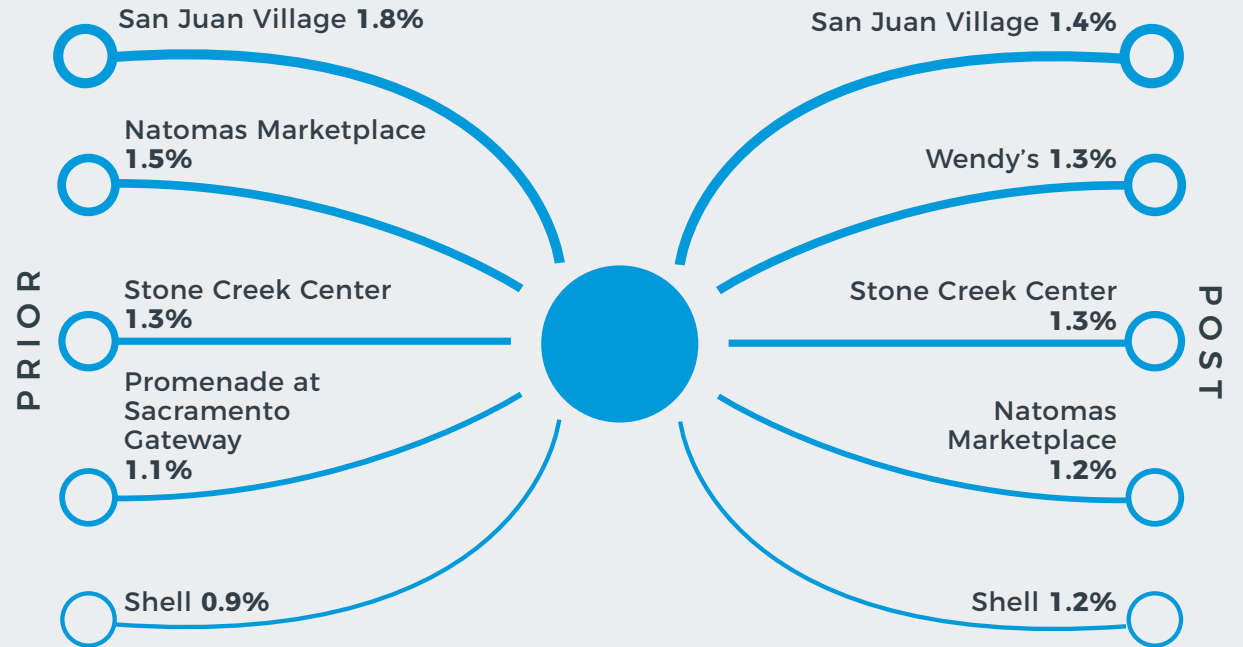 PRIOR
San Juan Village 1.8%
Natomas Marketplace
1.5%
Stone Creek Center
1.3%
Promenade at
Sacramento
Gateway
1.1%
Shell 0.9%
San Juan Village 1.4%
Wendy’s 1.3%
Stone Creek Center
1.3%
Natomas
Marketplace
1.2%
Shell 1.2%
POST